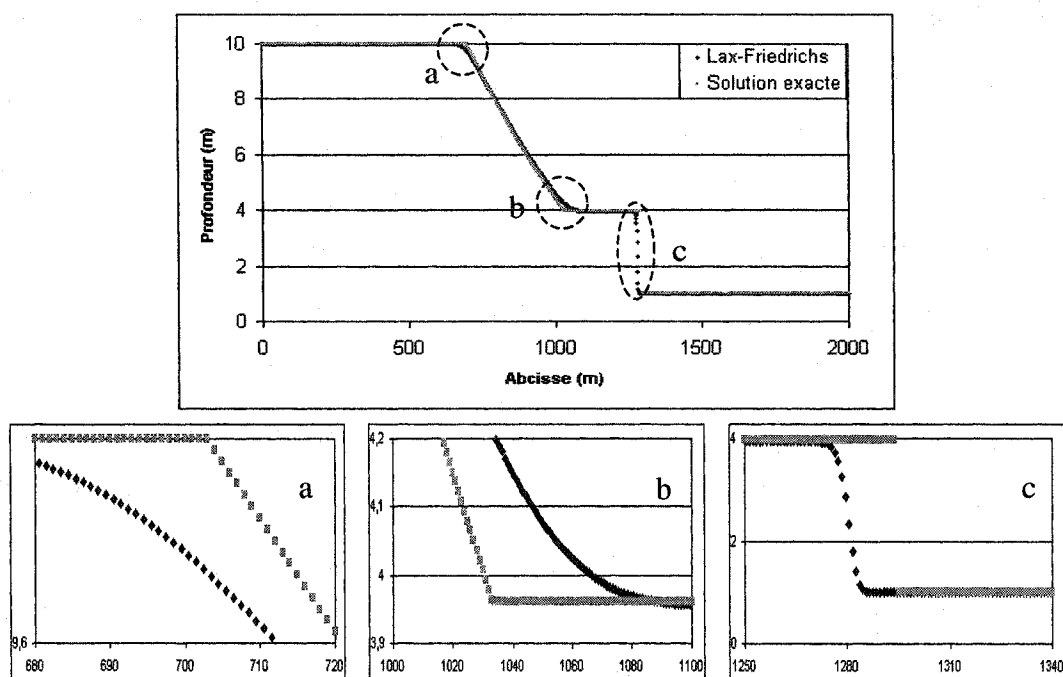 10
8
6
4
2
0
Profondeur (m)
a
b
c
Lax-Friedrichs
Solution exacte
0 500 1000 1500 2000
Abcisse (m)
a
9,6
680 690 700 710 720
4,2
4,1
4
3,9
b
1000 1020 1040 1060 1080 1100
4
2
0
c
1250 1280 1310 1340